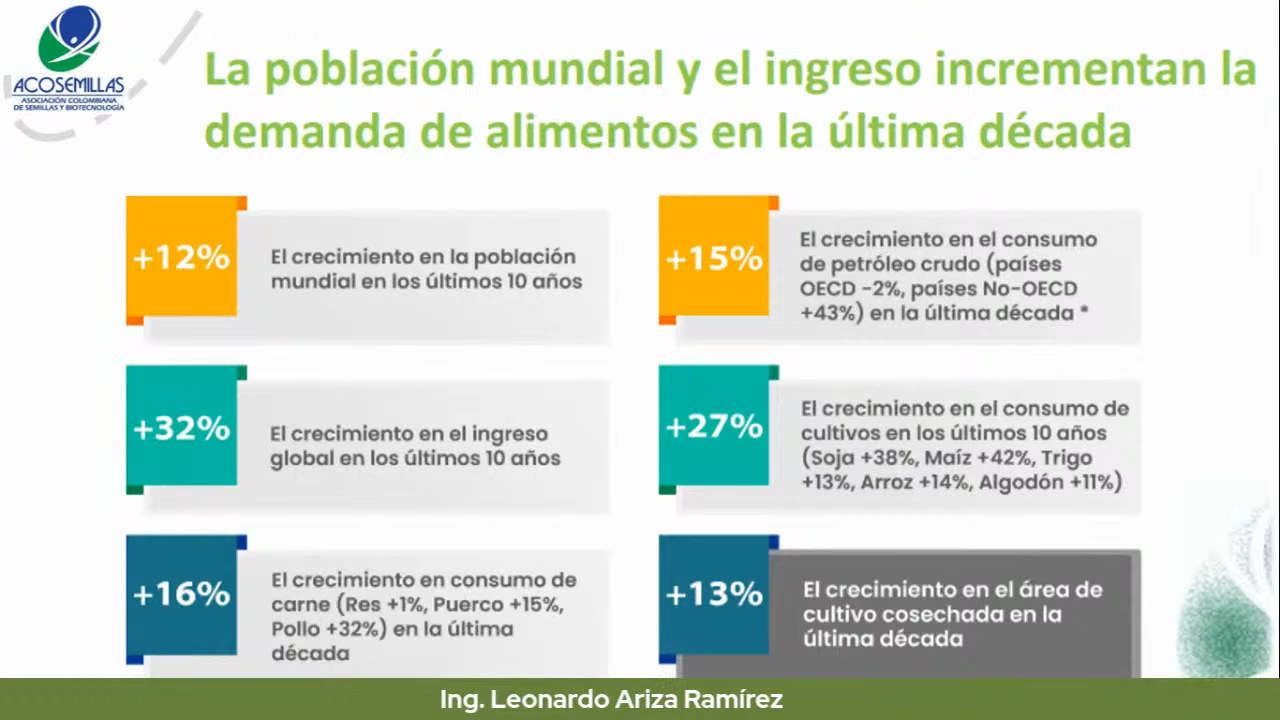 ACOSEMILLAS
ASOCIACIÓN COLOMBIANA
DE SEMILLAS Y BIOTECNOLOGÍA
La población mundial y el ingreso incrementan la
demanda de alimentos en la última década
+12%
El crecimiento en la población
mundial en los últimos 10 años
+15%
El crecimiento en el consumo
de petróleo crudo (países
OECD -2%, países No-OECD
+43%) en la última década *
+32%
El crecimiento en el ingreso
global en los últimos 10 años
+27%
El crecimiento en el consumo de
cultivos en los últimos 10 años
(Soja +38%, Maíz +42%, Trigo
+13%, Arroz +14%, Algodón +11%)
+16%
El crecimiento en consumo de
carne (Res +1%, Puerco +15%,
Pollo +32%) en la última
década
+13%
El crecimiento en el área de
cultivo cosechada en la
última década
Ing. Leonardo Ariza Ramírez